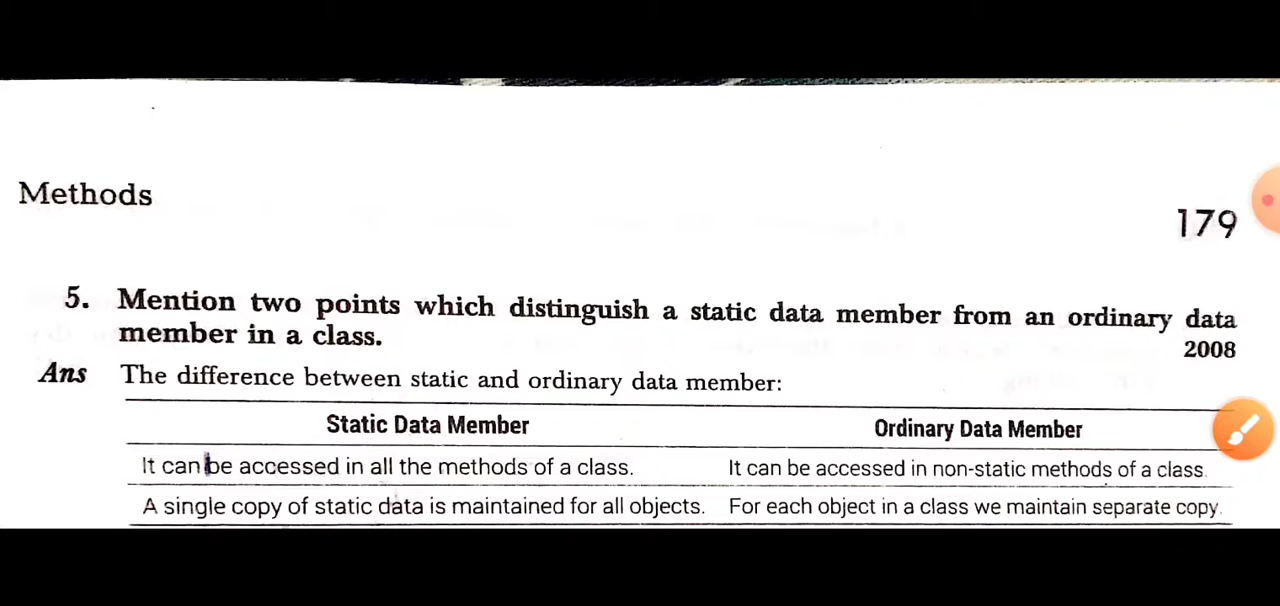 Methods
179
5. Mention two points which distinguish a static data member from an ordinary data
member in a class.
2008
Ans The difference between static and ordinary data member:
Static Data Member Ordinary Data Member
It can be accessed in all the methods of a class. It can be accessed in non-static methods of a class.
A single copy of static data is maintained for all objects. For each object in a class we maintain separate copy.